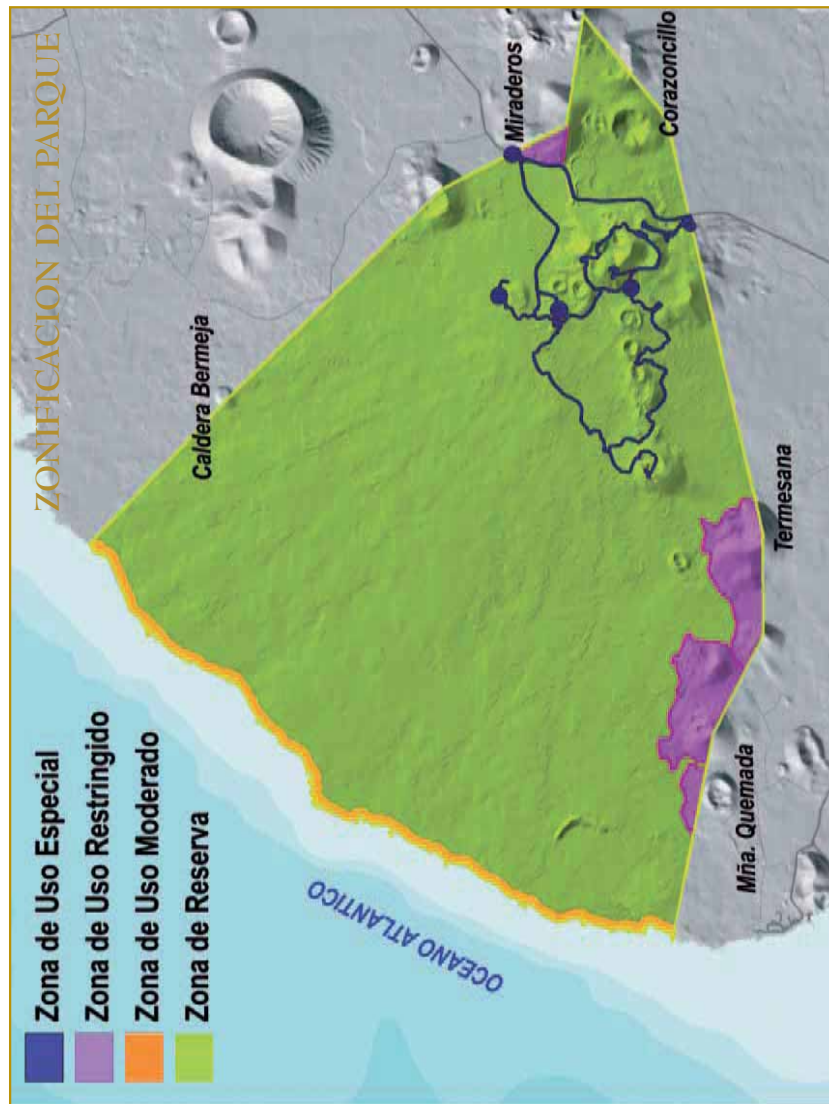 ZONIFICACION DEL PARQUE
Zona de Uso Especial
Zona de Uso Restringido
Zona de Uso Moderado
Zona de Reserva
OCEANO ATLANTICO
Caldera Bermeja
Miraderos
Corazoncillo
Termesana
Mña. Quemada